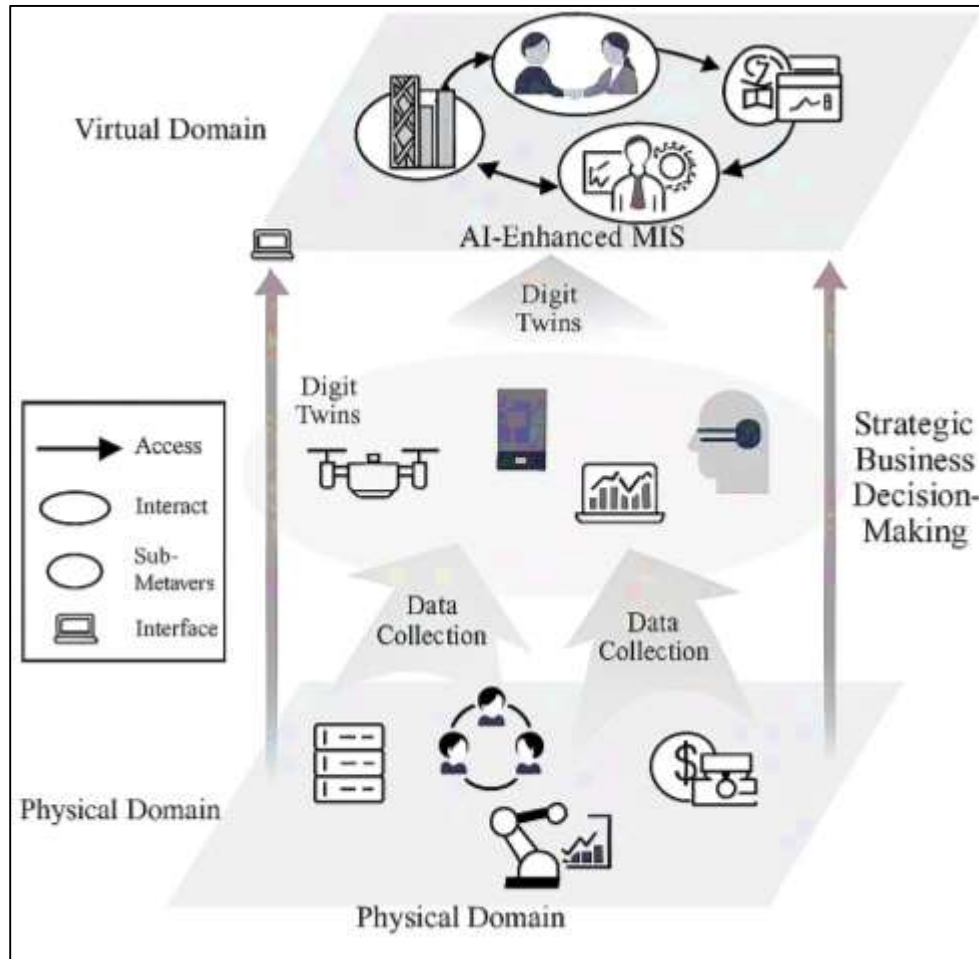 Virtual Domain
AI-Enhanced MIS
Digit
Twins
Digit
Twins
Access
Interact
Sub-
Metavers
Interface
Strategic
Business
Decision-
Making
Data
Collection
Data
Collection
Physical Domain
Physical Domain